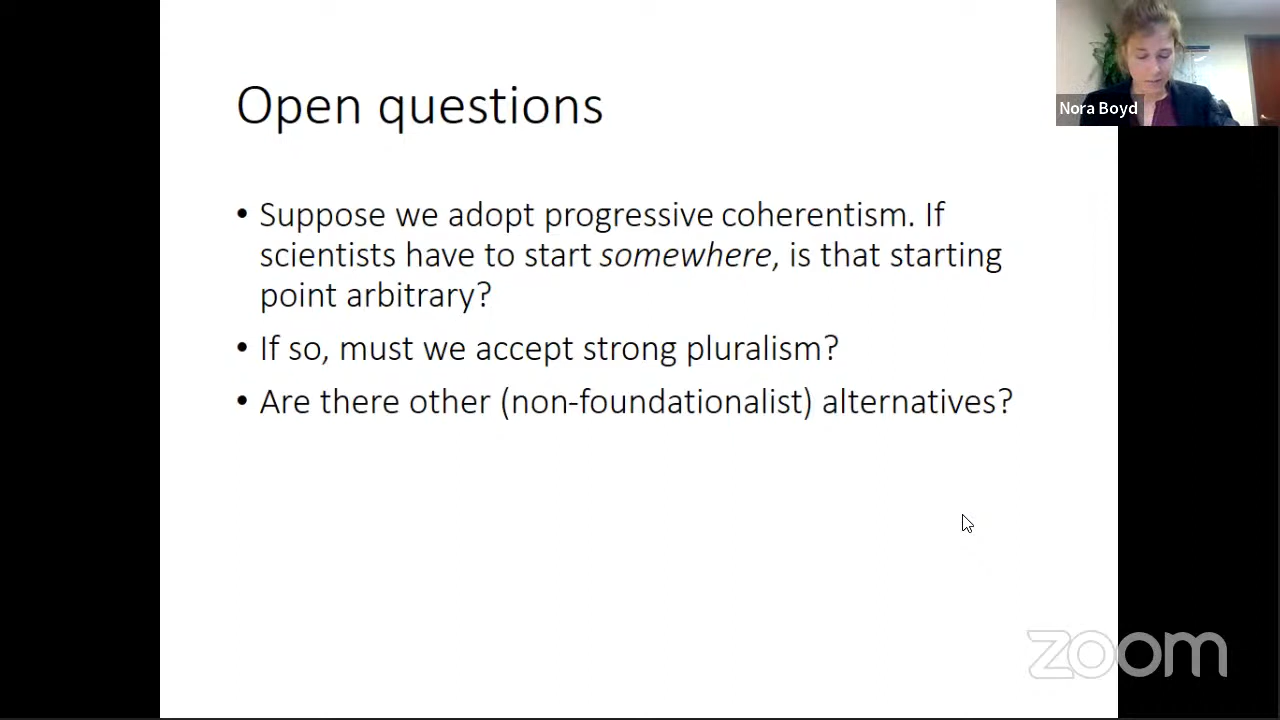 Nora Boyd
Open questions
• Suppose we adopt progressive coherentism. If
scientists have to start somewhere, is that starting
point arbitrary?
• If so, must we accept strong pluralism?
• Are there other (non-foundationalist) alternatives?
zoom